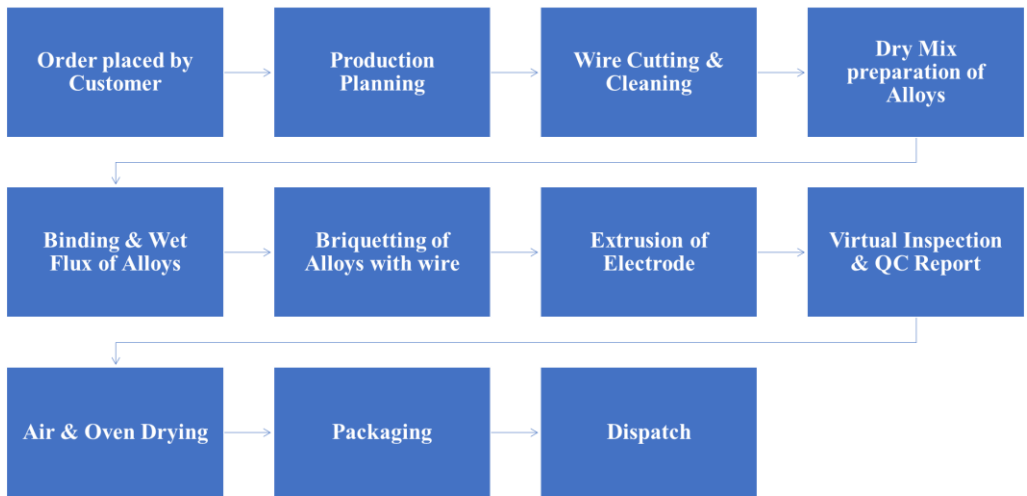 Order placed by
Customer
Production
Planning
Wire Cutting &
Cleaning
Dry Mix
preparation of
Alloys
Binding & Wet
Flux of Alloys
Briquetting of
Alloys with wire
Extrusion of
Electrode
Virtual Inspection
& QC Report
Air & Oven Drying
Packaging
Dispatch